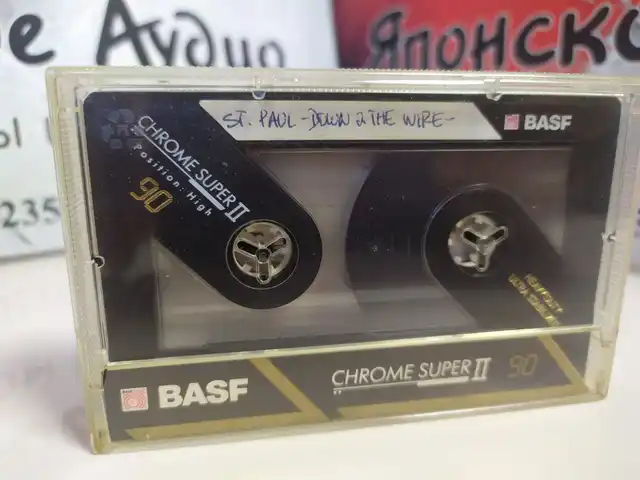 Аудио
Японско
235
ST. PAUL -DOWN 2 THE WIRE-
BASF
CHROME SUPER II
Position: High
90
BASF
CHROME SUPER II
90